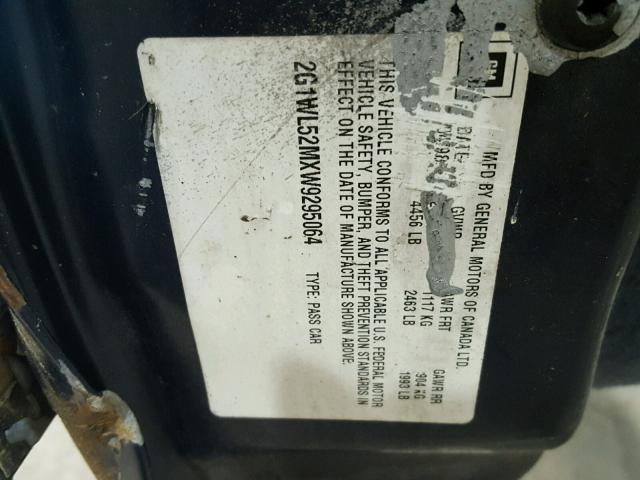 GM
MFD BY GENERAL MOTORS OF CANADA LTD.
DATE GVWR GAWR FRT GAWR RR
1117 KG 904 KG
4456 LB 2463 LB 1993 LB
THIS VEHICLE CONFORMS TO ALL APPLICABLE U.S. FEDERAL MOTOR
VEHICLE SAFETY, BUMPER, AND THEFT PREVENTION STANDARDS IN
EFFECT ON THE DATE OF MANUFACTURE SHOWN ABOVE.
2G1WL52MXW9295064 TYPE: PASS CAR